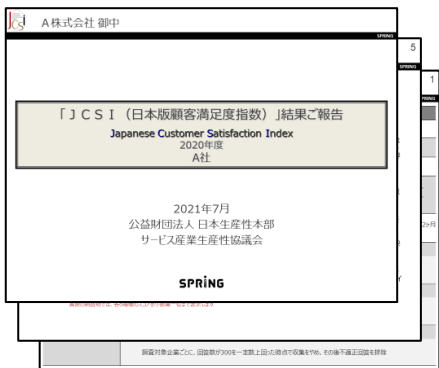 JCSI
A株式会社 御中
SPRING
「JCSI（日本版顧客満足度指数）」結果ご報告
Japanese Customer Satisfaction Index
2020年度
A社
2021年7月
公益財団法人 日本生産性本部
サービス産業生産性協議会
SPRING
5
SPRING
1
2ヶ月
調査対象企業ごとに、回答数が300を一定数上回った時点で収集をやめ、その後不適正回答を排除